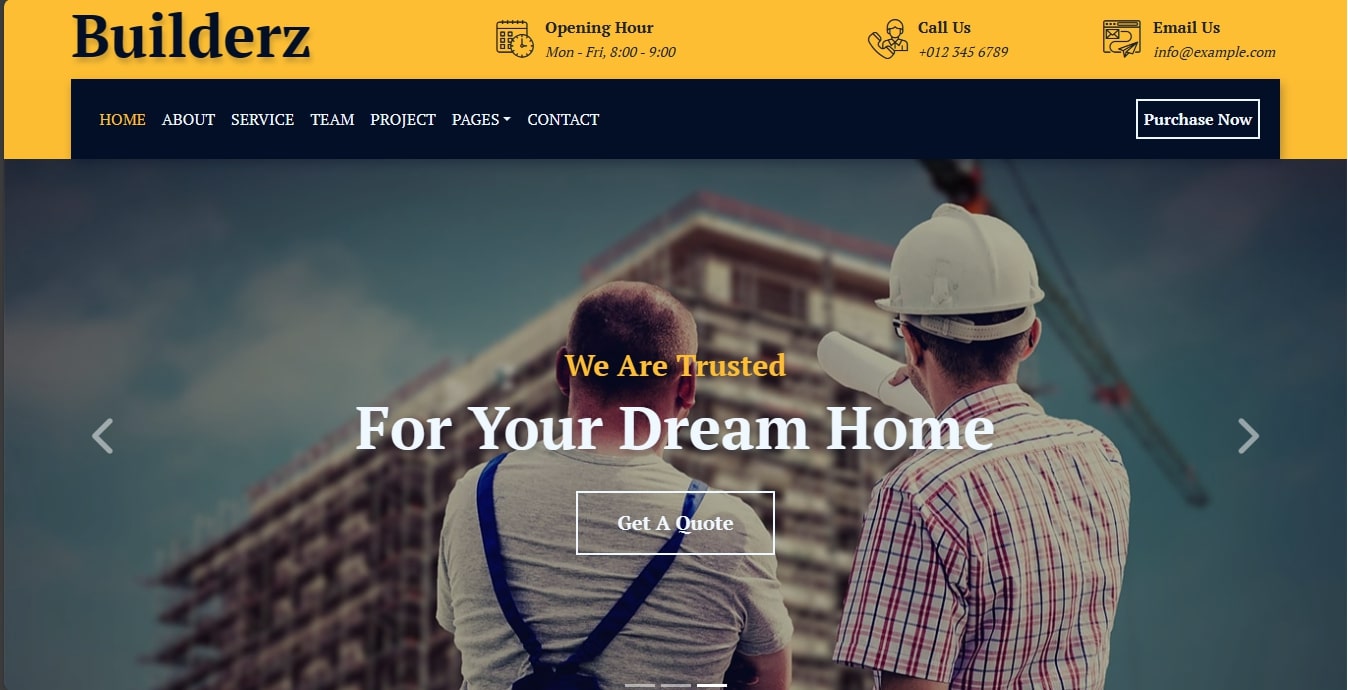 Builderz
Opening Hour
Mon - Fri, 8:00 - 9:00
Call Us
+012 345 6789
Email Us
info@example.com
HOME ABOUT SERVICE TEAM PROJECT PAGES CONTACT
Purchase Now
We Are Trusted
For Your Dream Home
Get A Quote